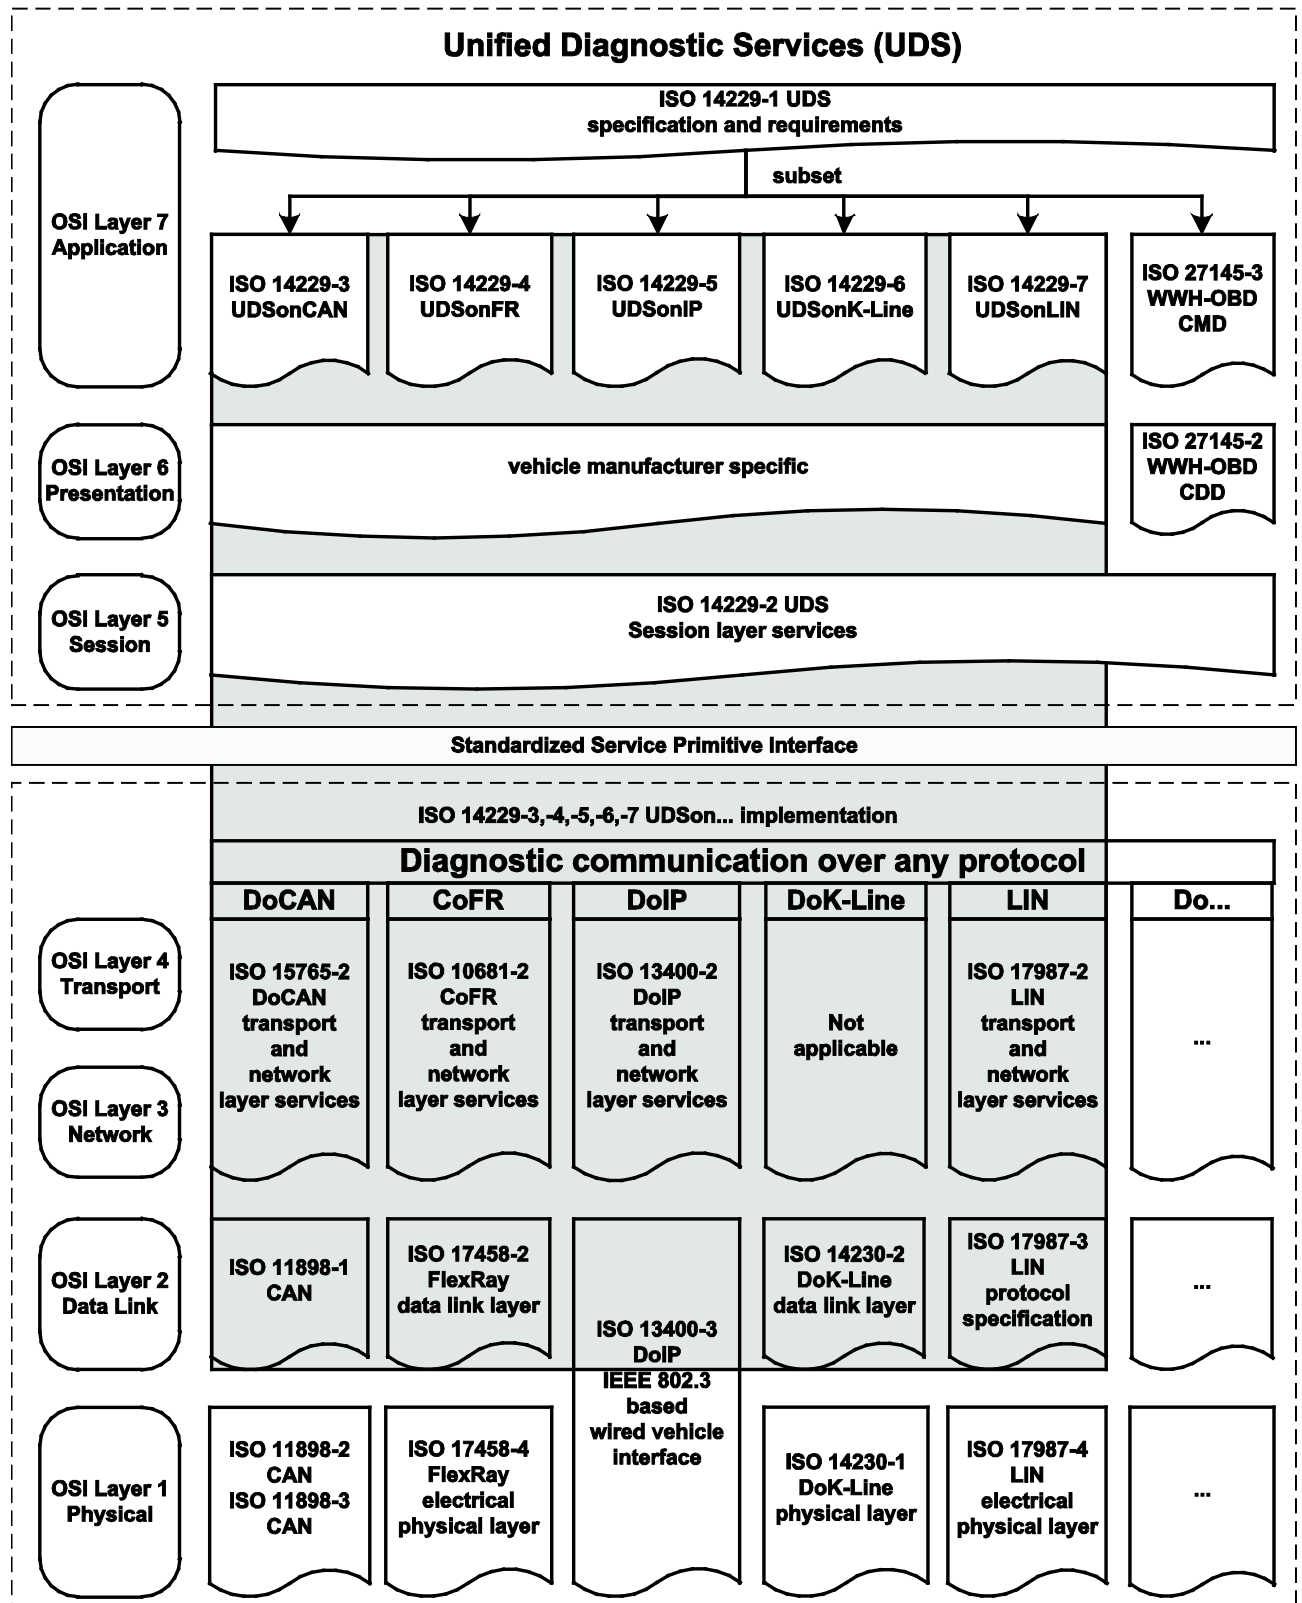 Unified Diagnostic Services (UDS)
ISO 14229-1 UDS
specification and requirements
subset
OSI Layer 7
Application
ISO 14229-3
UDSonCAN
ISO 14229-4
UDSonFR
ISO 14229-5
UDSonIP
ISO 14229-6
UDSonK-Line
ISO 14229-7
UDSonLIN
ISO 27145-3
WWH-OBD
CMD
OSI Layer 6
Presentation
vehicle manufacturer specific
ISO 27145-2
WWH-OBD
CDD
OSI Layer 5
Session
ISO 14229-2 UDS
Session layer services
Standardized Service Primitive Interface
ISO 14229-3,-4,-5,-6,-7 UDSon... implementation
Diagnostic communication over any protocol
DoCAN
CoFR
DoIP
DoK-Line
LIN
Do...
OSI Layer 4
Transport
OSI Layer 3
Network
ISO 15765-2
DoCAN
transport
and
network
layer services
ISO 10681-2
CoFR
transport
and
network
layer services
ISO 13400-2
DoIP
transport
and
network
layer services
Not
applicable
ISO 17987-2
LIN
transport
and
network
layer services
...
OSI Layer 2
Data Link
ISO 11898-1
CAN
ISO 17458-2
FlexRay
data link layer
ISO 13400-3
DoIP
IEEE 802.3
based
wired vehicle
interface
ISO 14230-2
DoK-Line
data link layer
ISO 17987-3
LIN
protocol
specification
...
OSI Layer 1
Physical
ISO 11898-2
CAN
ISO 11898-3
CAN
ISO 17458-4
FlexRay
electrical
physical layer
ISO 14230-1
DoK-Line
physical layer
ISO 17987-4
LIN
electrical
physical layer
...